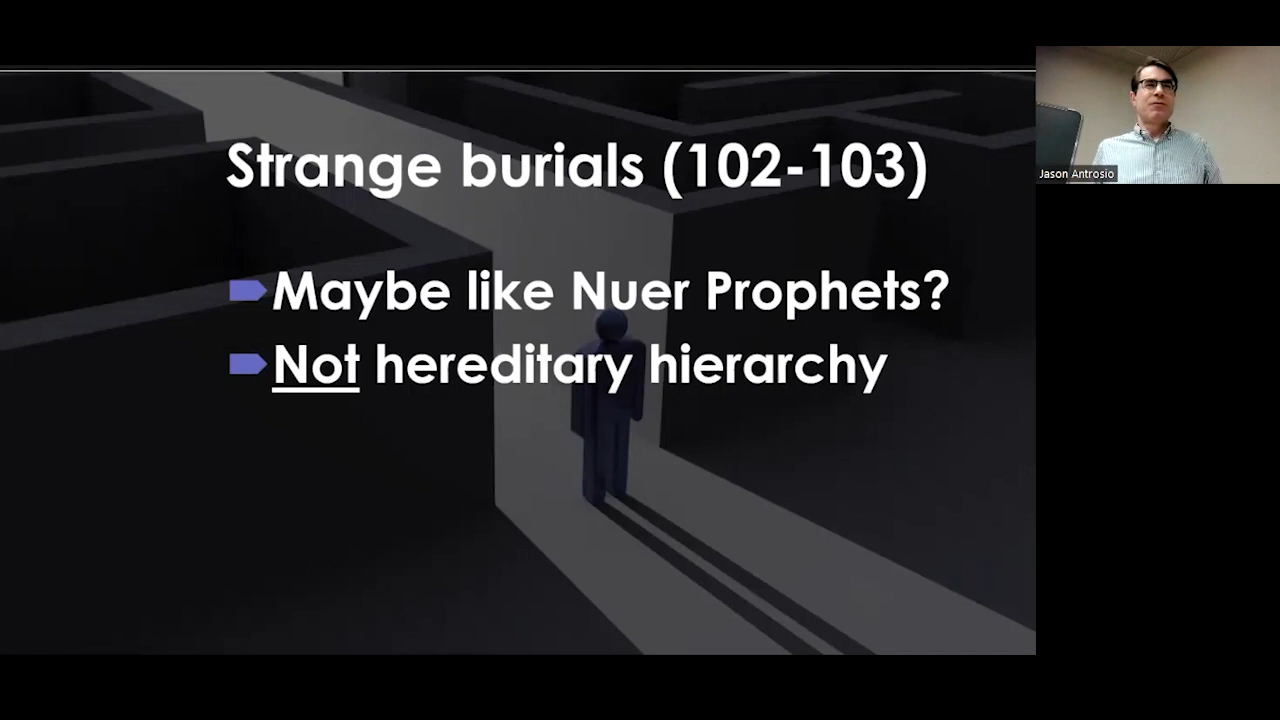 Strange burials (102-103)
Maybe like Nuer Prophets?
Not hereditary hierarchy
Jason Antrosio